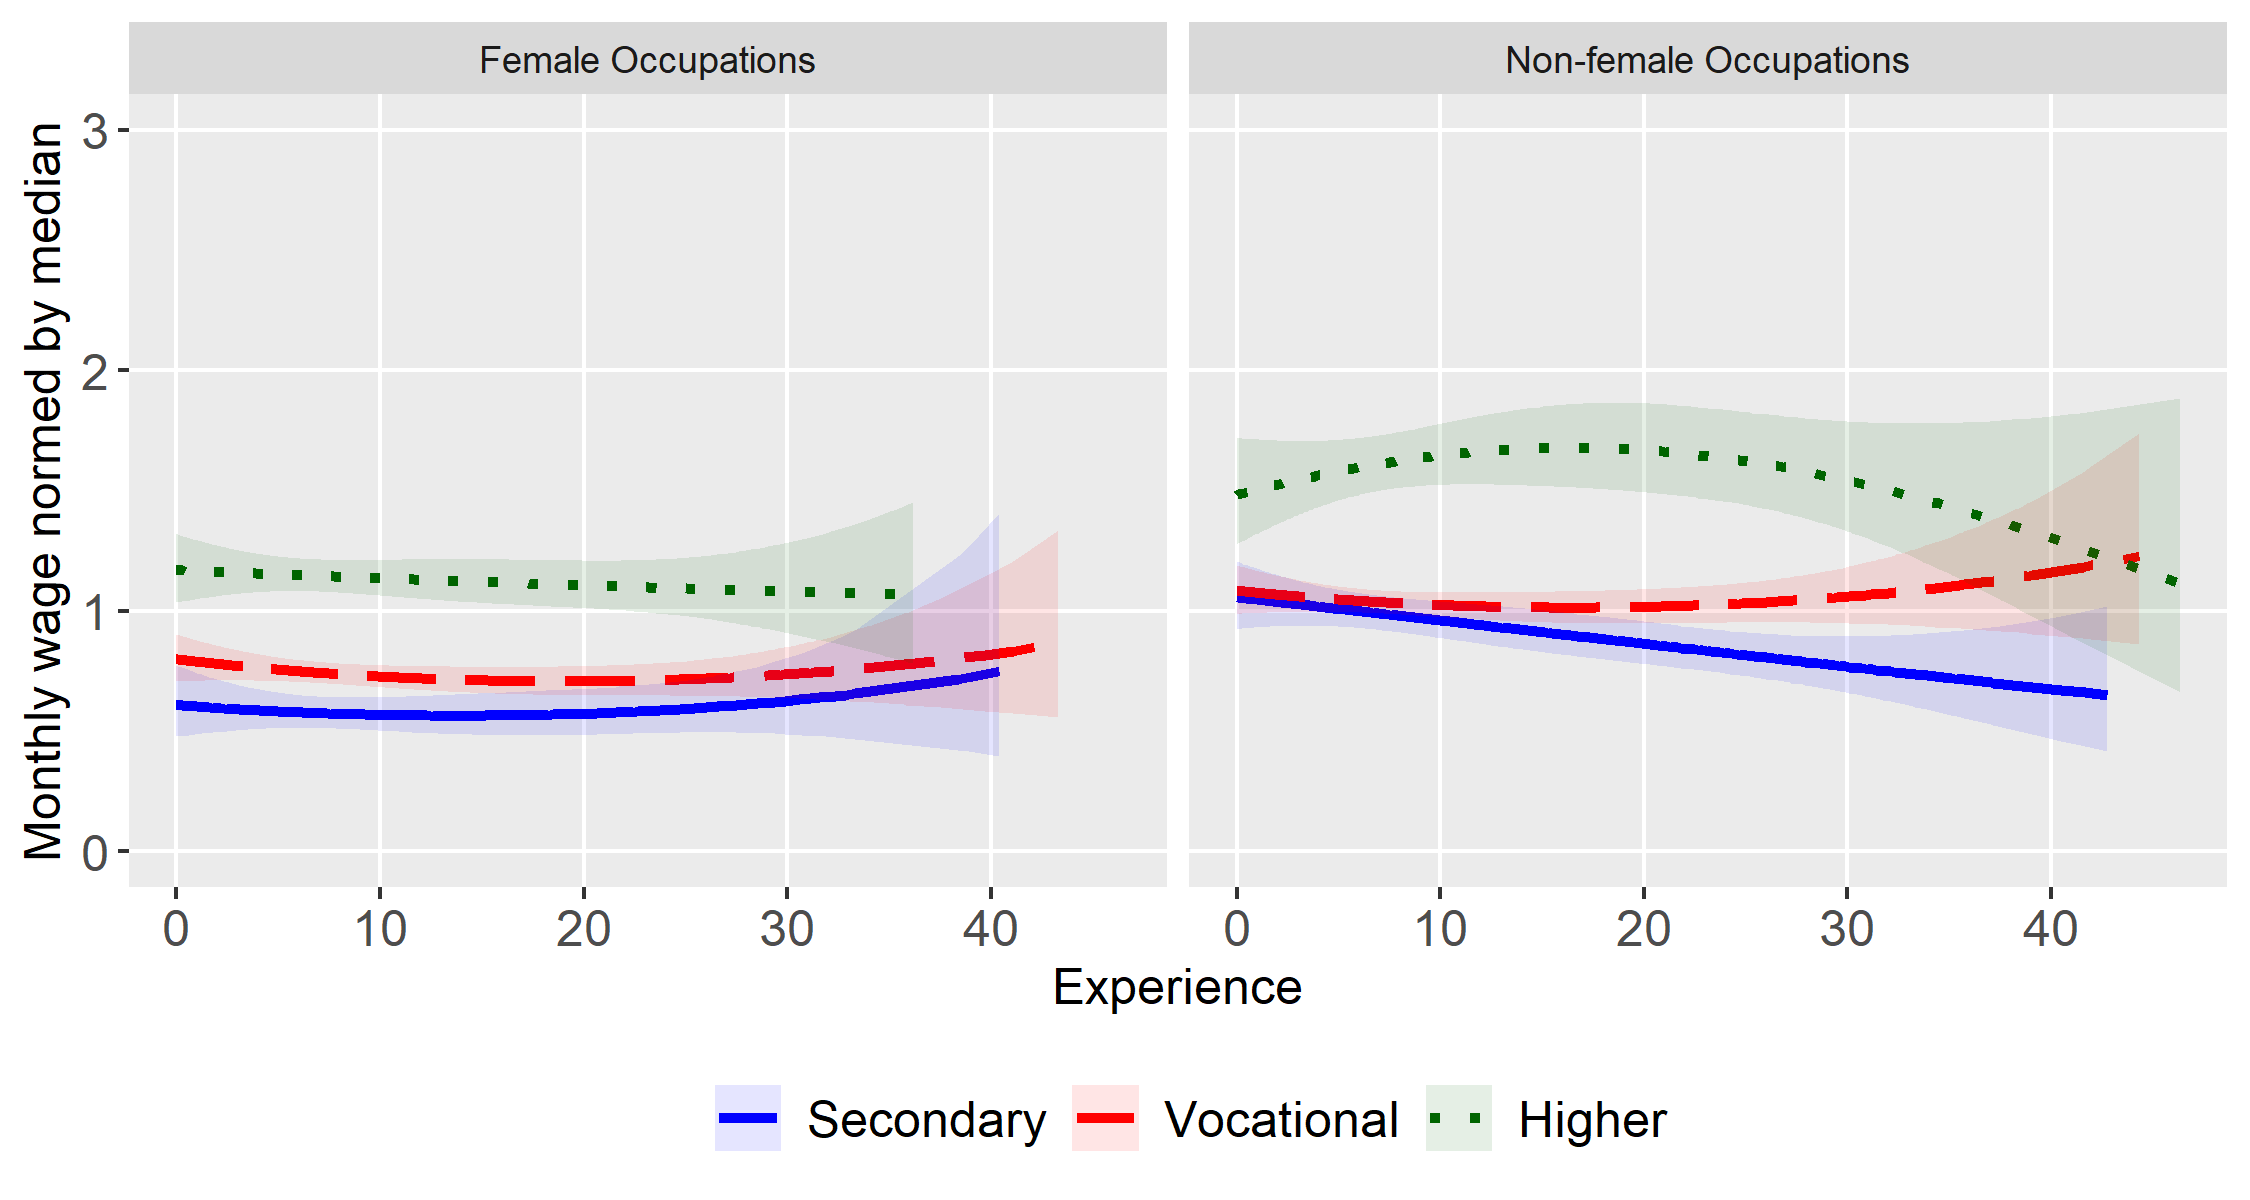 Female Occupations
Non-female Occupations
Monthly wage normed by median
3
2
1
0
0 10 20 30 40
0 10 20 30 40
Experience
Secondary Vocational Higher